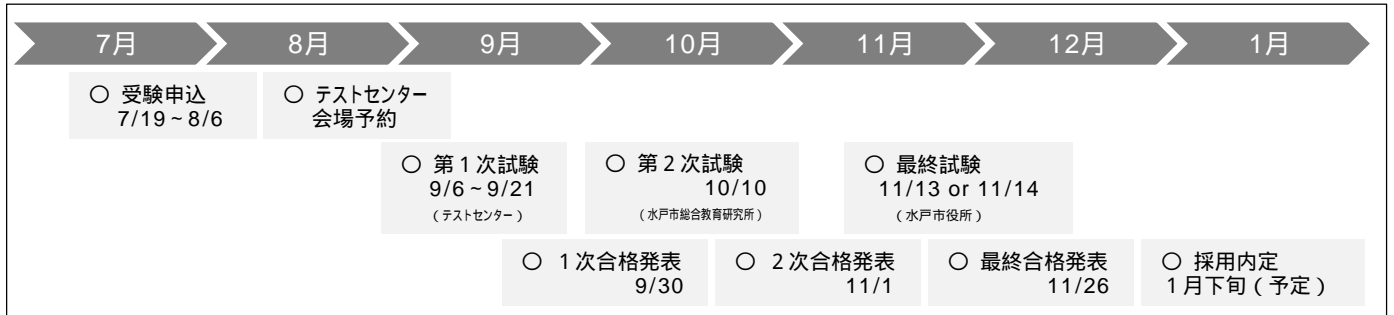 7月 8月 9月 10月 11月 12月 1月
○ 受験申込
7/19~8/6
○ テストセンター
会場予約
○ 第1次試験
9/6~9/21
(テストセンター)
○ 第2次試験
10/10
(水戸市総合教育研究所)
○ 最終試験
11/13 or 11/14
(水戸市役所)
○ 1次合格発表
9/30
○ 2次合格発表
11/1
○ 最終合格発表
11/26
○ 採用内定
1月下旬(予定)